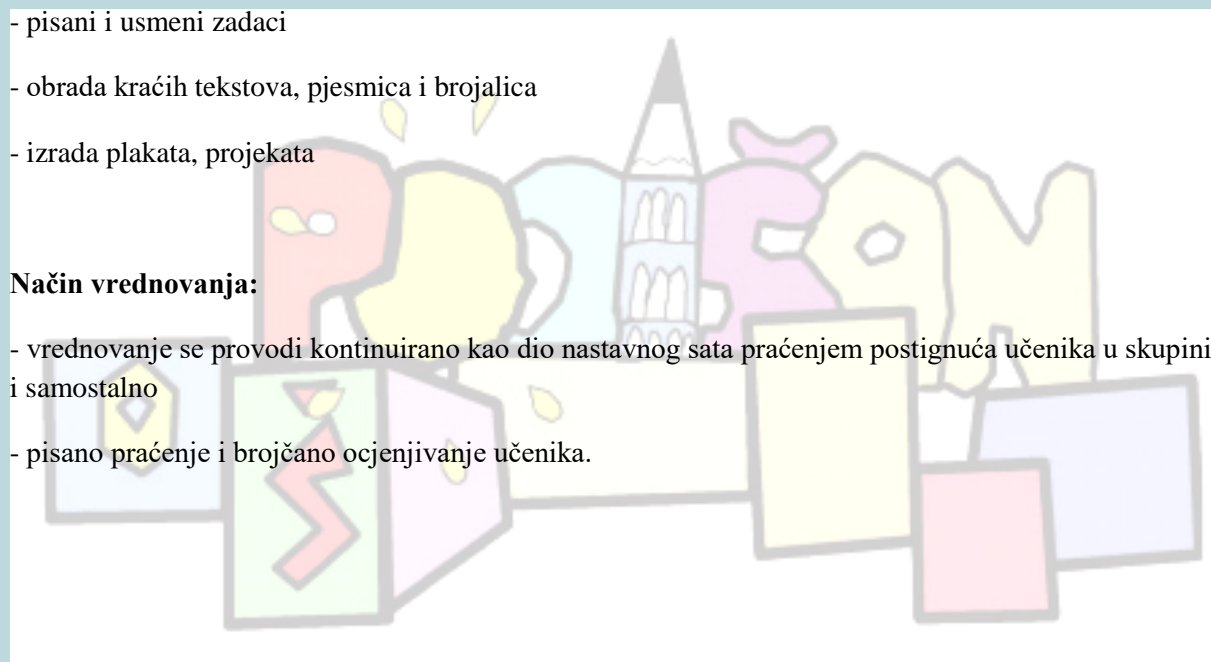 - pisani i usmeni zadaci
- obrada kraćih tekstova, pjesmica i brojalica
- izrada plakata, projekata
Način vrednovanja:
- vrednovanje se provodi kontinuirano kao dio nastavnog sata praćenjem postignuća učenika u skupini
i samostalno
- pisano praćenje i brojčano ocjenjivanje učenika.